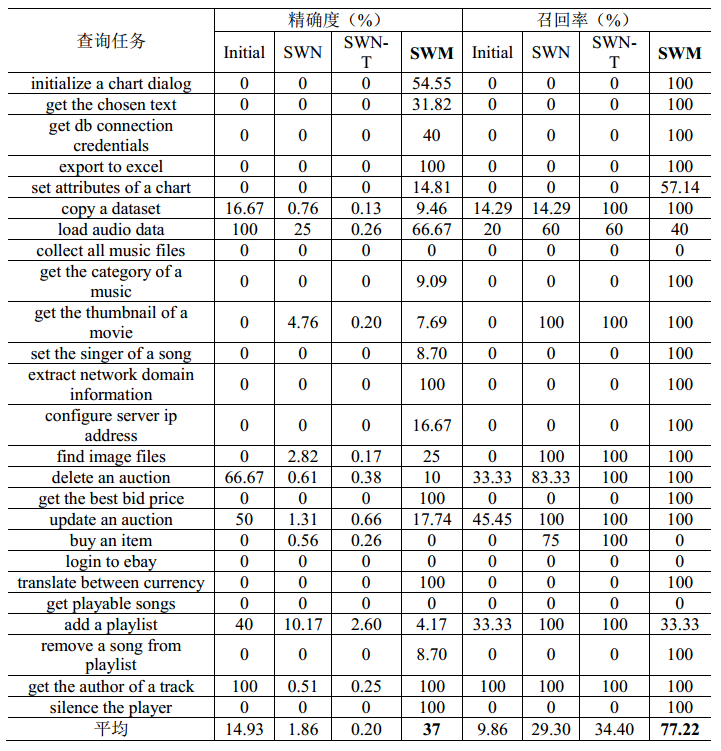 查询任务 精确度（%） 召回率（%）
Initial SWN SWN-T SWM Initial SWN SWN-T SWM
initialize a chart dialog 0 0 0 54.55 0 0 0 100
get the chosen text 0 0 0 31.82 0 0 0 100
get db connection
credentials 0 0 0 40 0 0 0 100
export to excel 0 0 0 100 0 0 0 100
set attributes of a chart 0 0 0 14.81 0 0 0 57.14
copy a dataset 16.67 0.76 0.13 9.46 14.29 14.29 100 100
load audio data 100 25 0.26 66.67 20 60 60 40
collect all music files 0 0 0 0 0 0 0 0
get the category of a
music 0 0 0 9.09 0 0 0 100
get the thumbnail of a
movie 0 4.76 0.20 7.69 0 100 100 100
set the singer of a song 0 0 0 8.70 0 0 0 100
extract network domain
information 0 0 0 100 0 0 0 100
configure server ip
address 0 0 0 16.67 0 0 0 100
find image files 0 2.82 0.17 25 0 100 100 100
delete an auction 66.67 0.61 0.38 10 33.33 83.33 100 100
get the best bid price 0 0 0 100 0 0 0 100
update an auction 50 1.31 0.66 17.74 45.45 100 100 100
buy an item 0 0.56 0.26 0 0 75 100 0
login to ebay 0 0 0 0 0 0 0 0
translate between currency 0 0 0 100 0 0 0 100
get playable songs 0 0 0 0 0 0 0 0
add a playlist 40 10.17 2.60 4.17 33.33 100 100 33.33
remove a song from
playlist 0 0 0 8.70 0 0 0 100
get the author of a track 100 0.51 0.25 100 100 100 100 100
silence the player 0 0 0 100 0 0 0 100
平均 14.93 1.86 0.20 37 9.86 29.30 34.40 77.22